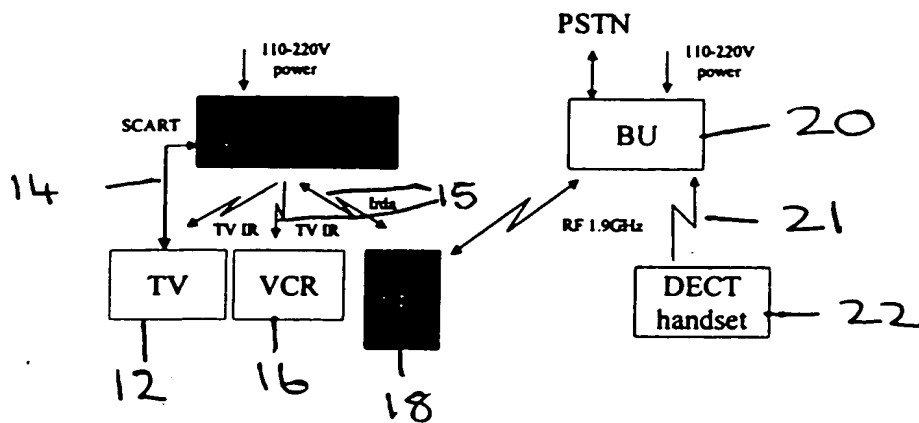 PSTN
110-220V
power
110-220V
power
SCART
BU
20
14
15
Irda
TV IR
TV IR
RF 1.9GHz
21
TV
VCR
DECT
handset
22
12
16
18